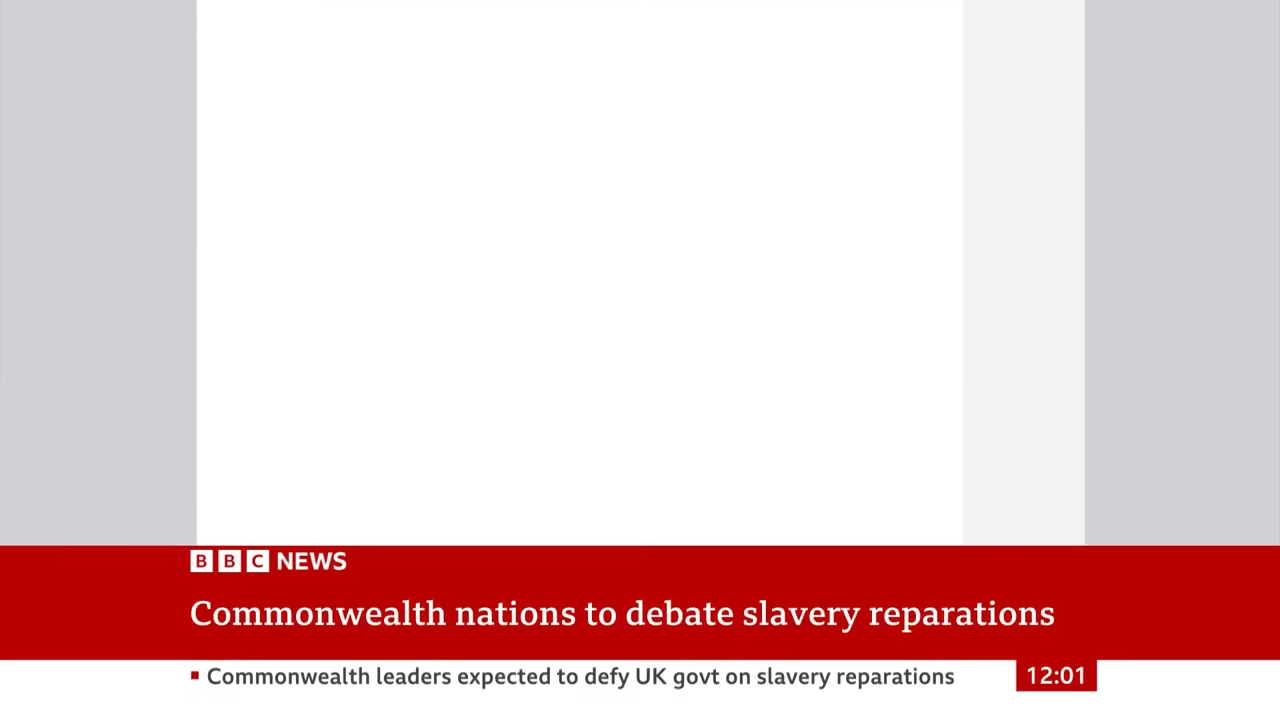 BBC NEWS
Commonwealth nations to debate slavery reparations
Commonwealth leaders expected to defy UK govt on slavery reparations
12:01